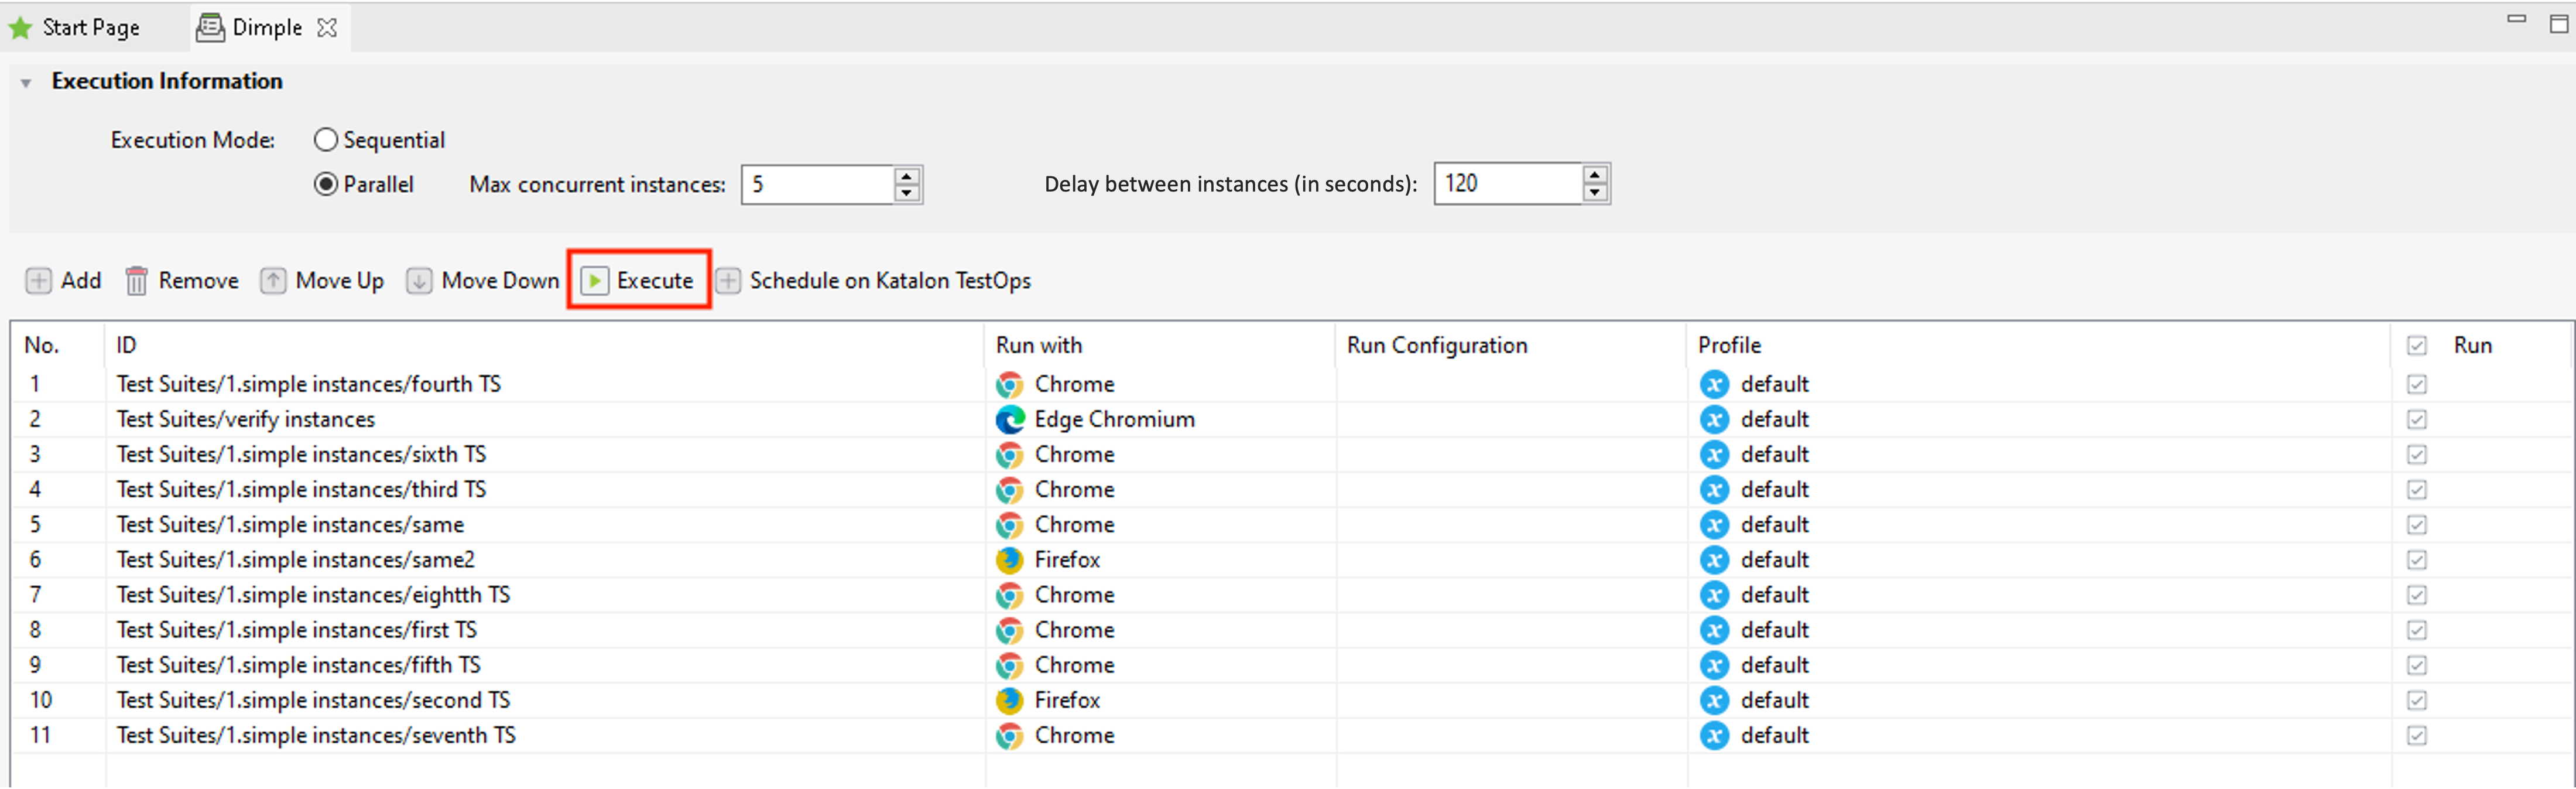 Start Page Dimple
Execution Information
Execution Mode: Sequential
Parallel Max concurrent instances: 5 Delay between instances (in seconds): 120
Add Remove Move Up Move Down Execute Schedule on Katalon TestOps
No. ID Run with Run Configuration Profile Run
1 Test Suites/1.simple instances/fourth TS Chrome default
2 Test Suites/verify instances Edge Chromium default
3 Test Suites/1.simple instances/sixth TS Chrome default
4 Test Suites/1.simple instances/third TS Chrome default
5 Test Suites/1.simple instances/same Chrome default
6 Test Suites/1.simple instances/same2 Firefox default
7 Test Suites/1.simple instances/eightth TS Chrome default
8 Test Suites/1.simple instances/first TS Chrome default
9 Test Suites/1.simple instances/fifth TS Chrome default
10 Test Suites/1.simple instances/second TS Firefox default
11 Test Suites/1.simple instances/seventh TS Chrome default